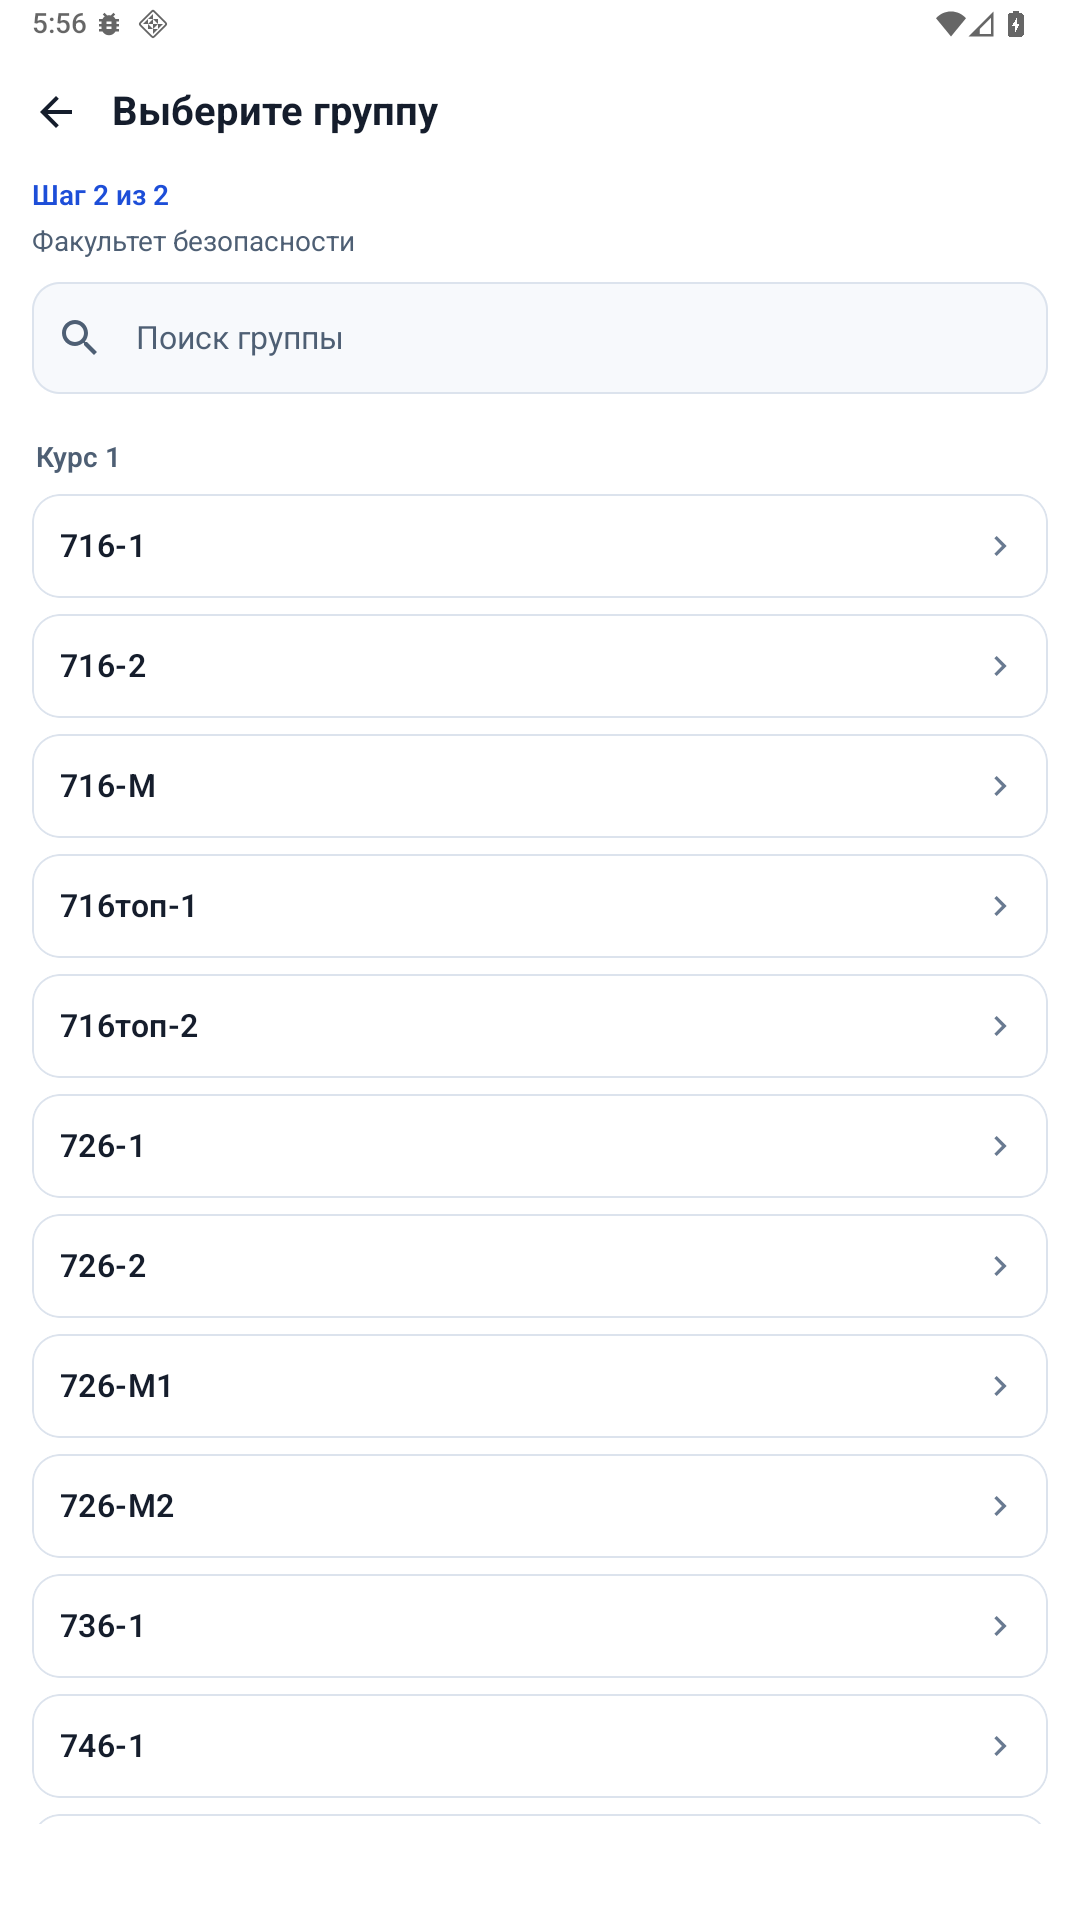 5:56
Выберите группу
Шаг 2 из 2
Факультет безопасности
Поиск группы
Курс 1
716-1
716-2
716-М
716топ-1
716топ-2
726-1
726-2
726-М1
726-М2
736-1
746-1